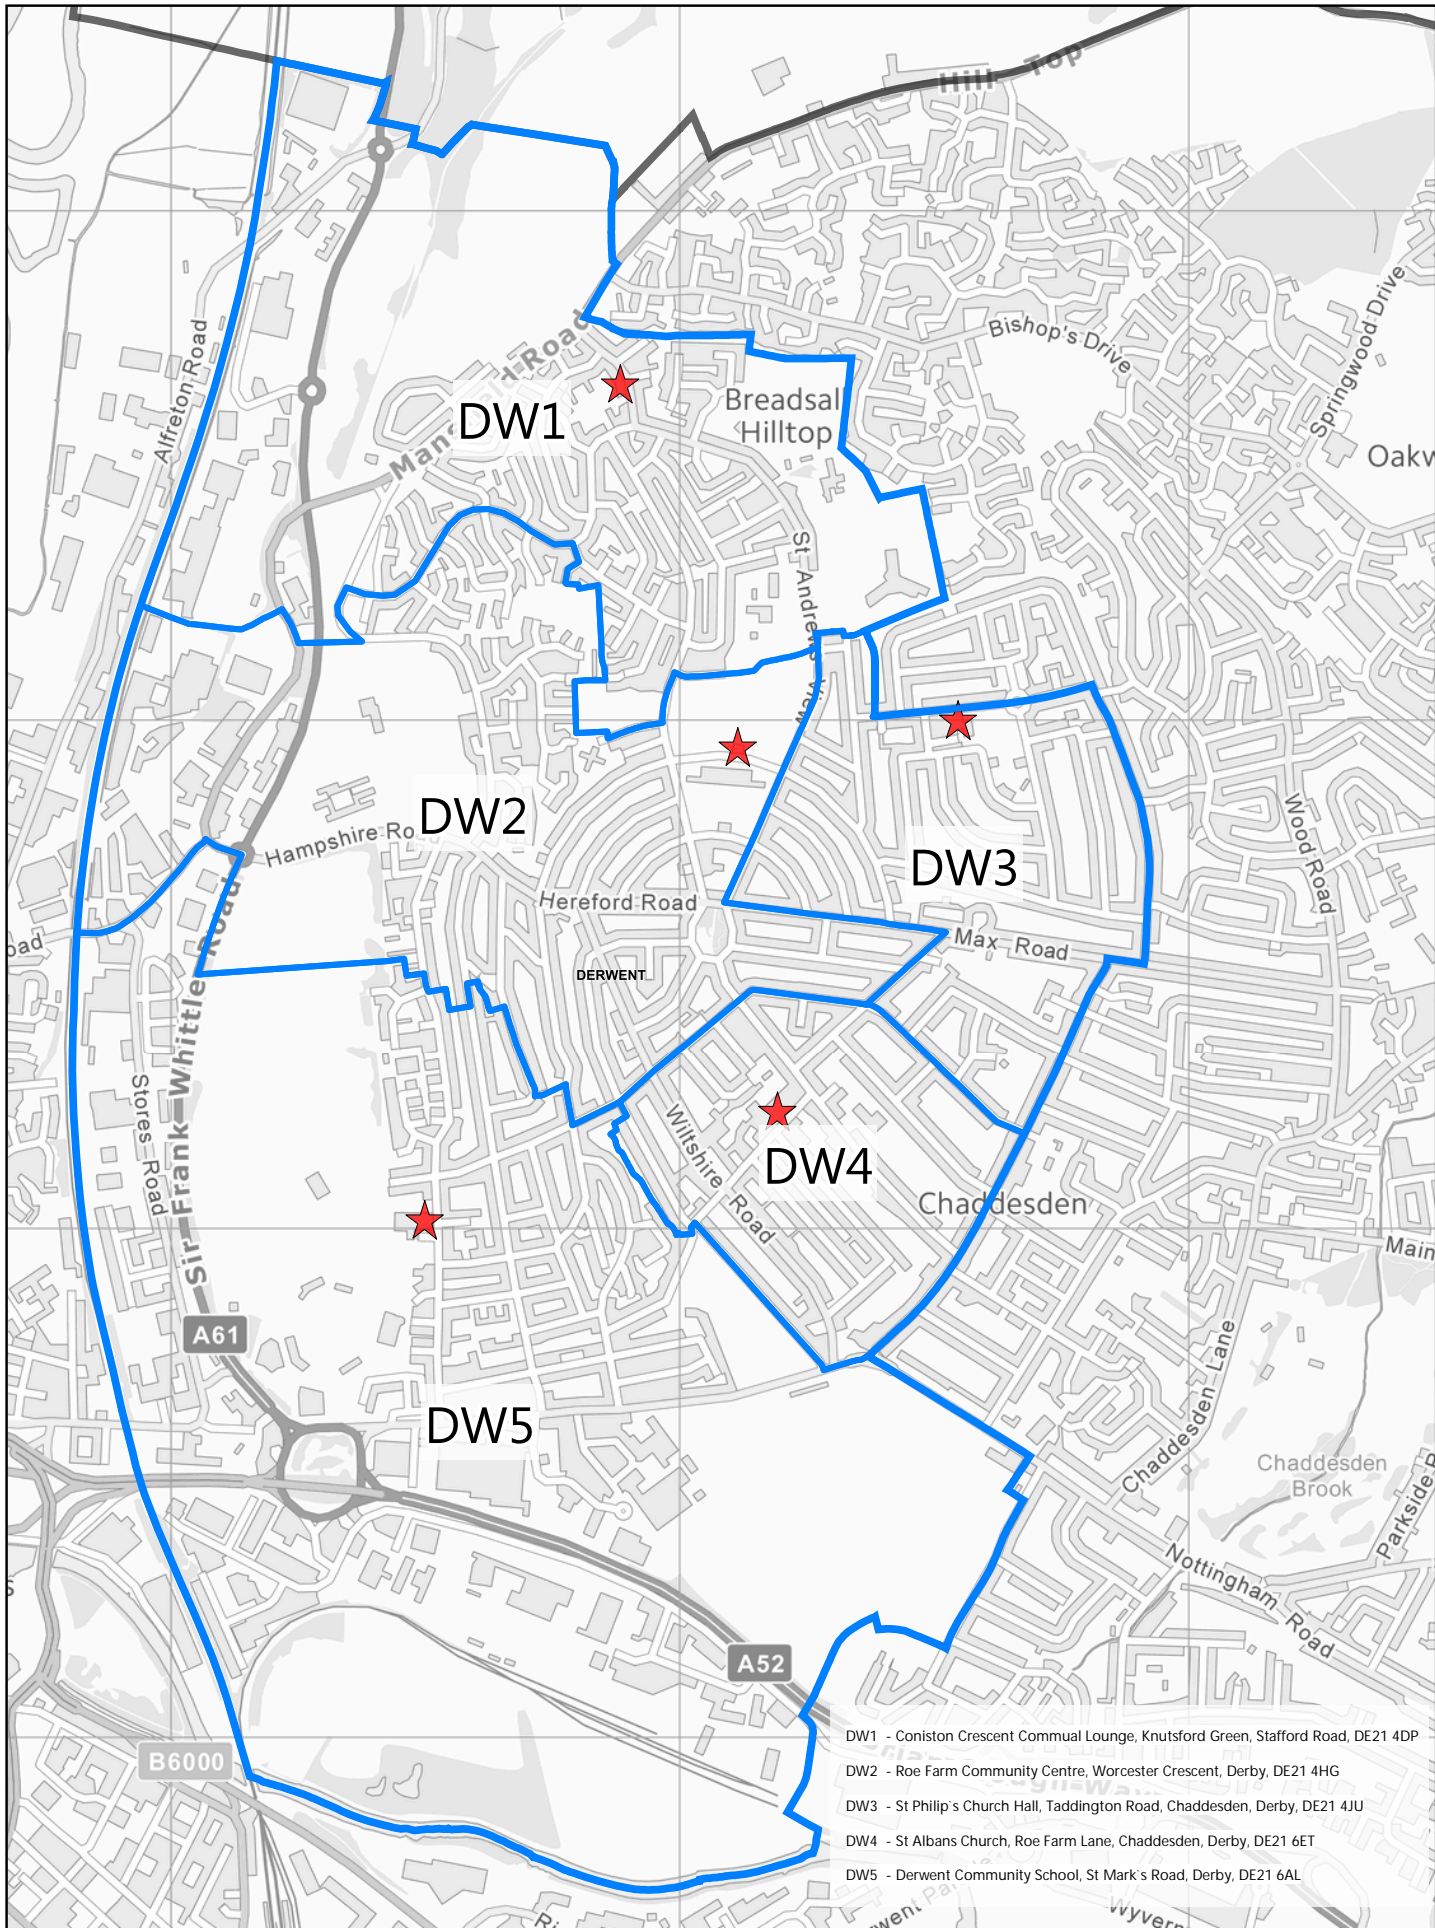 Hill Top
Alfreton Road
Bishop's Drive
Springwood Drive
Mans d Road
DW1
Breadsal
Hilltop
Oakw
St Andrews View
DW2
Hampshire Ro
DW3
Wood Road
Hereford Road
Max Road
oad
DERWENT
Sir Frank Whittle Road
Stores Road
Wiltshire Road
DW4
Chaddesden
Main
A61
Chaddesden Lane
DW5
Chaddesden
Brook
Parkside R
Nottingham Road
s
A52
B6000
DW1 - Coniston Crescent Commual Lounge, Knutsford Green, Stafford Road, DE21 4DP
DW2 - Roe Farm Community Centre, Worcester Crescent, Derby, DE21 4HG
DW3 - St Philip`s Church Hall, Taddington Road, Chaddesden, Derby, DE21 4JU
DW4 - St Albans Church, Roe Farm Lane, Chaddesden, Derby, DE21 6ET
DW5 - Derwent Community School, St Mark`s Road, Derby, DE21 6AL
Wyvern